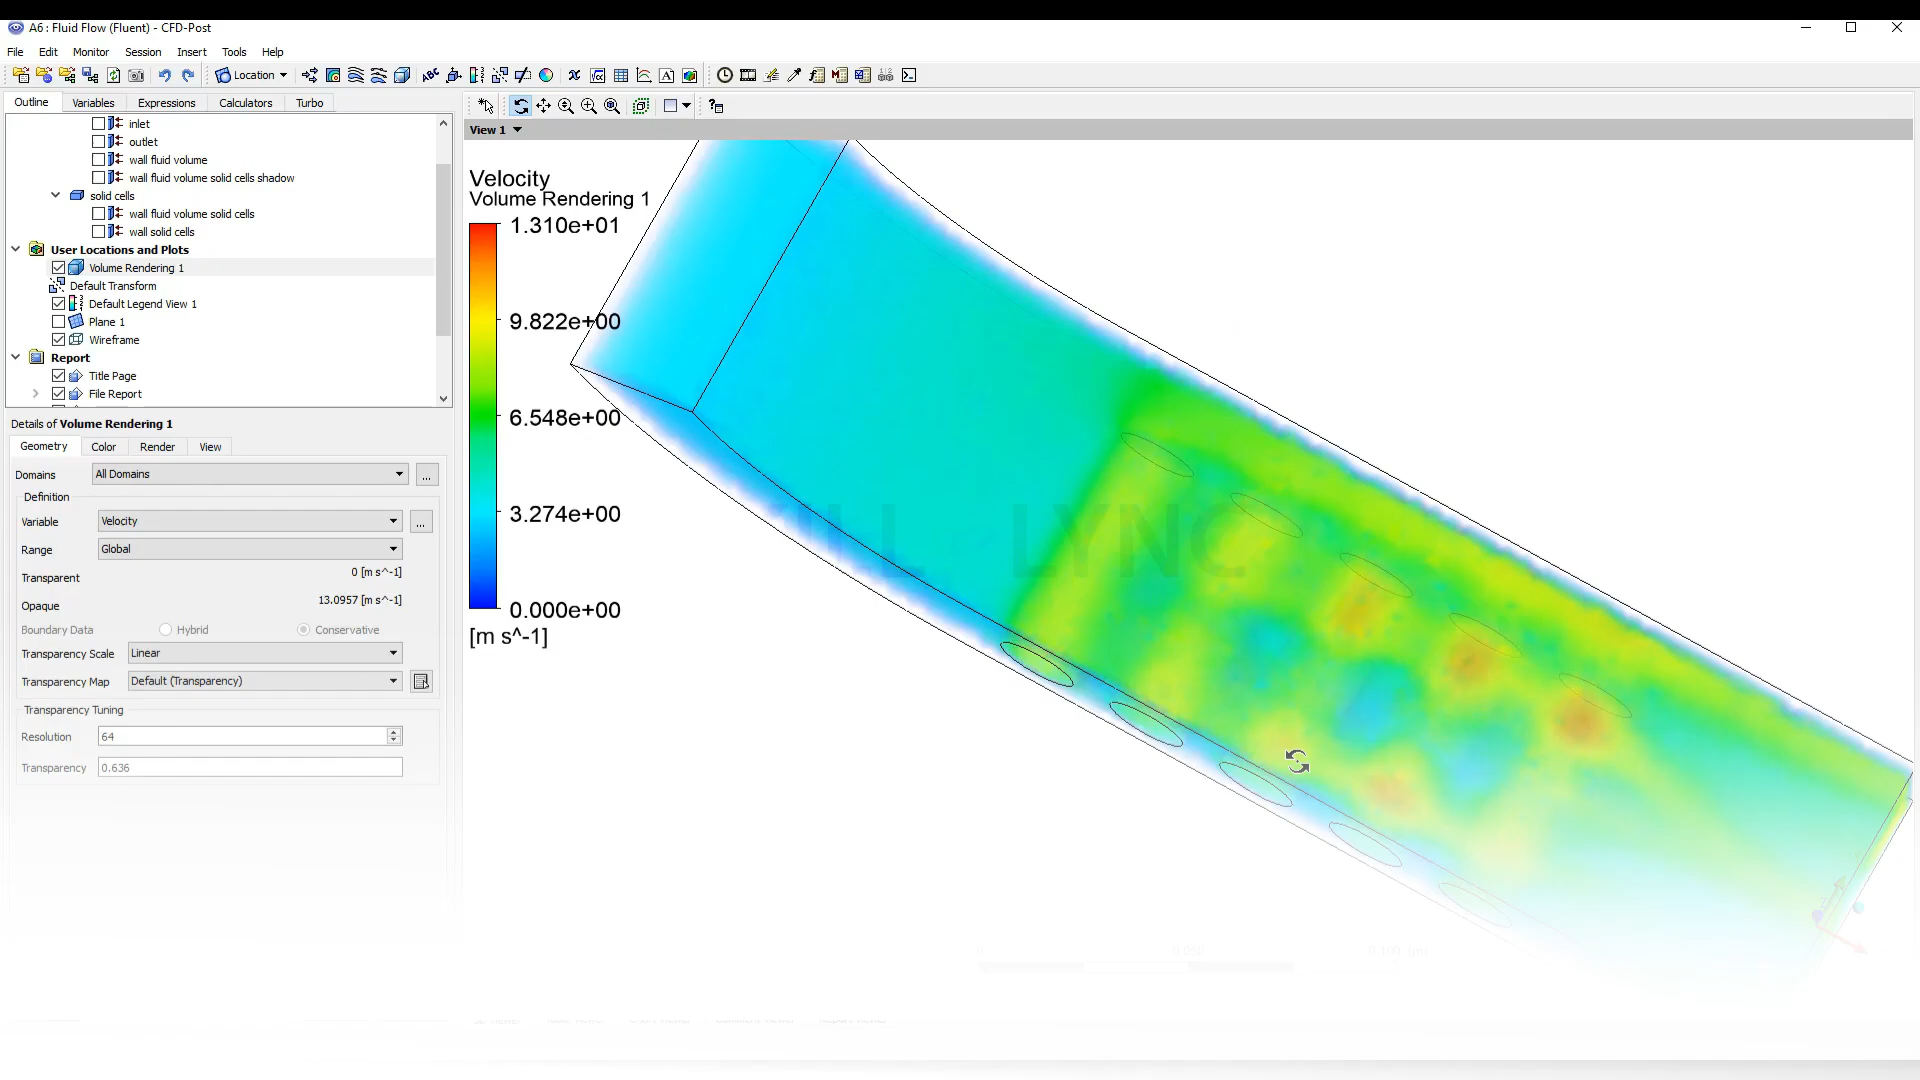 A6 : Fluid Flow (Fluent) - CFD-Post
File Edit Monitor Session Insert Tools Help
Location
Outline Variables Expressions Calculators Turbo
inlet
outlet
wall fluid volume
wall fluid volume solid cells shadow
solid cells
wall fluid volume solid cells
wall solid cells
User Locations and Plots
Volume Rendering 1
Default Transform
Default Legend View 1
Plane 1
Wireframe
Report
Title Page
File Report
Details of Volume Rendering 1
Geometry Color Render View
Domains All Domains ...
Definition
Variable Velocity ...
Range Global
Transparent 0 [m s^-1]
Opaque 13.0957 [m s^-1]
Boundary Data Hybrid Conservative
Transparency Scale Linear
Transparency Map Default (Transparency)
Transparency Tuning
Resolution 64
Transparency 0.636
View 1
Velocity
Volume Rendering 1
1.310e+01
9.822e+00
6.548e+00
3.274e+00
0.000e+00
[m s^-1]
LYNC
0 0.050 0.100 (m)